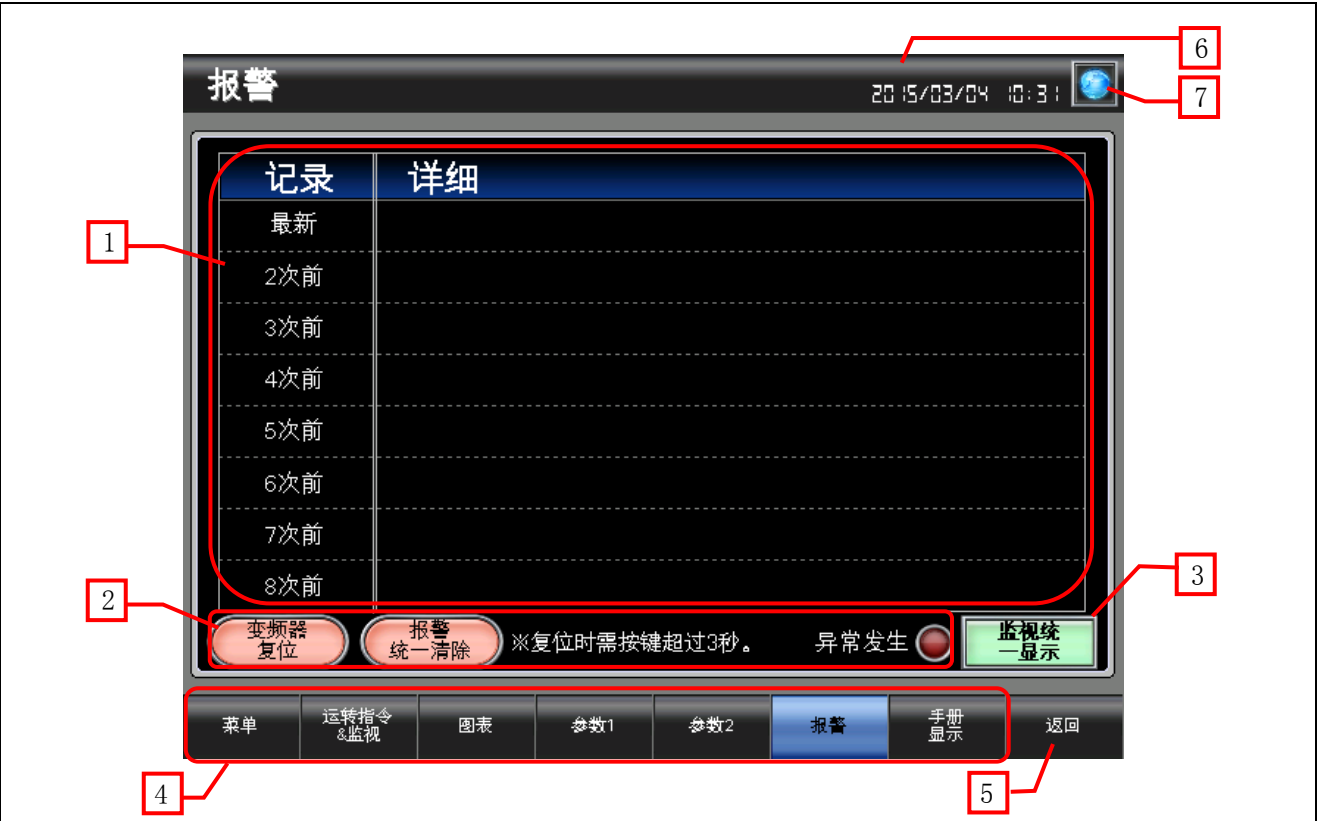 6
报警
2015/03/04 10:31
7
记录 详细
最新
1
2次前
3次前
4次前
5次前
6次前
7次前
3
8次前
2
变频器
复位
报警
统一清除
※复位时需按键超过3秒。
异常发生
监视统
一显示
菜单
运转指令
&监视
图表
参数1
参数2
报警
手册
显示
返回
4
5